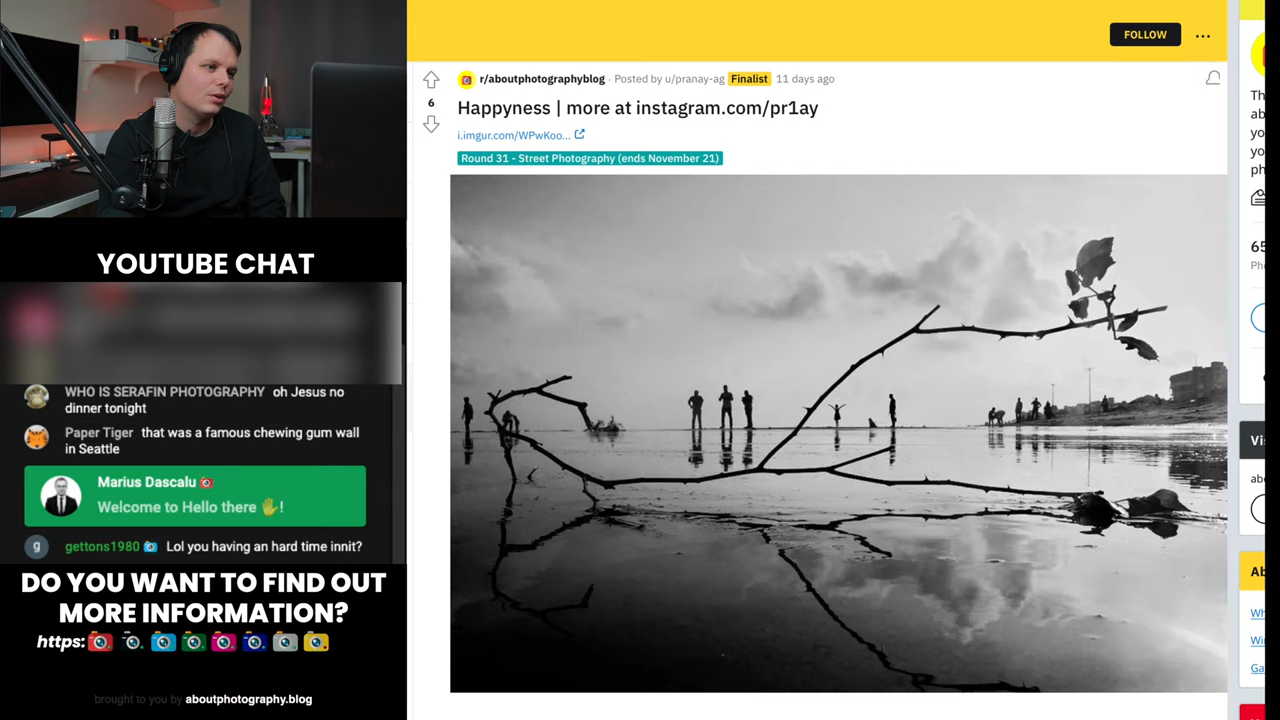 FOLLOW
r/aboutphotographyblog · Posted by u/pranay-ag Finalist 11 days ago
6
Happyness | more at instagram.com/pr1ay
i.imgur.com/WPwKoo...
Round 31 - Street Photography (ends November 21)
YOUTUBE CHAT
WHO IS SERAFIN PHOTOGRAPHY oh Jesus no
dinner tonight
Paper Tiger that was a famous chewing gum wall
in Seattle
Marius Dascalu
Welcome to Hello there 🖐!
g gettons1980 Lol you having an hard time innit?
DO YOU WANT TO FIND OUT
MORE INFORMATION?
https:
brought to you by aboutphotography.blog
Th
ab
yo
yo
ph
65
Ph
Vis
abo
Ab
Wh
Wi
Ga